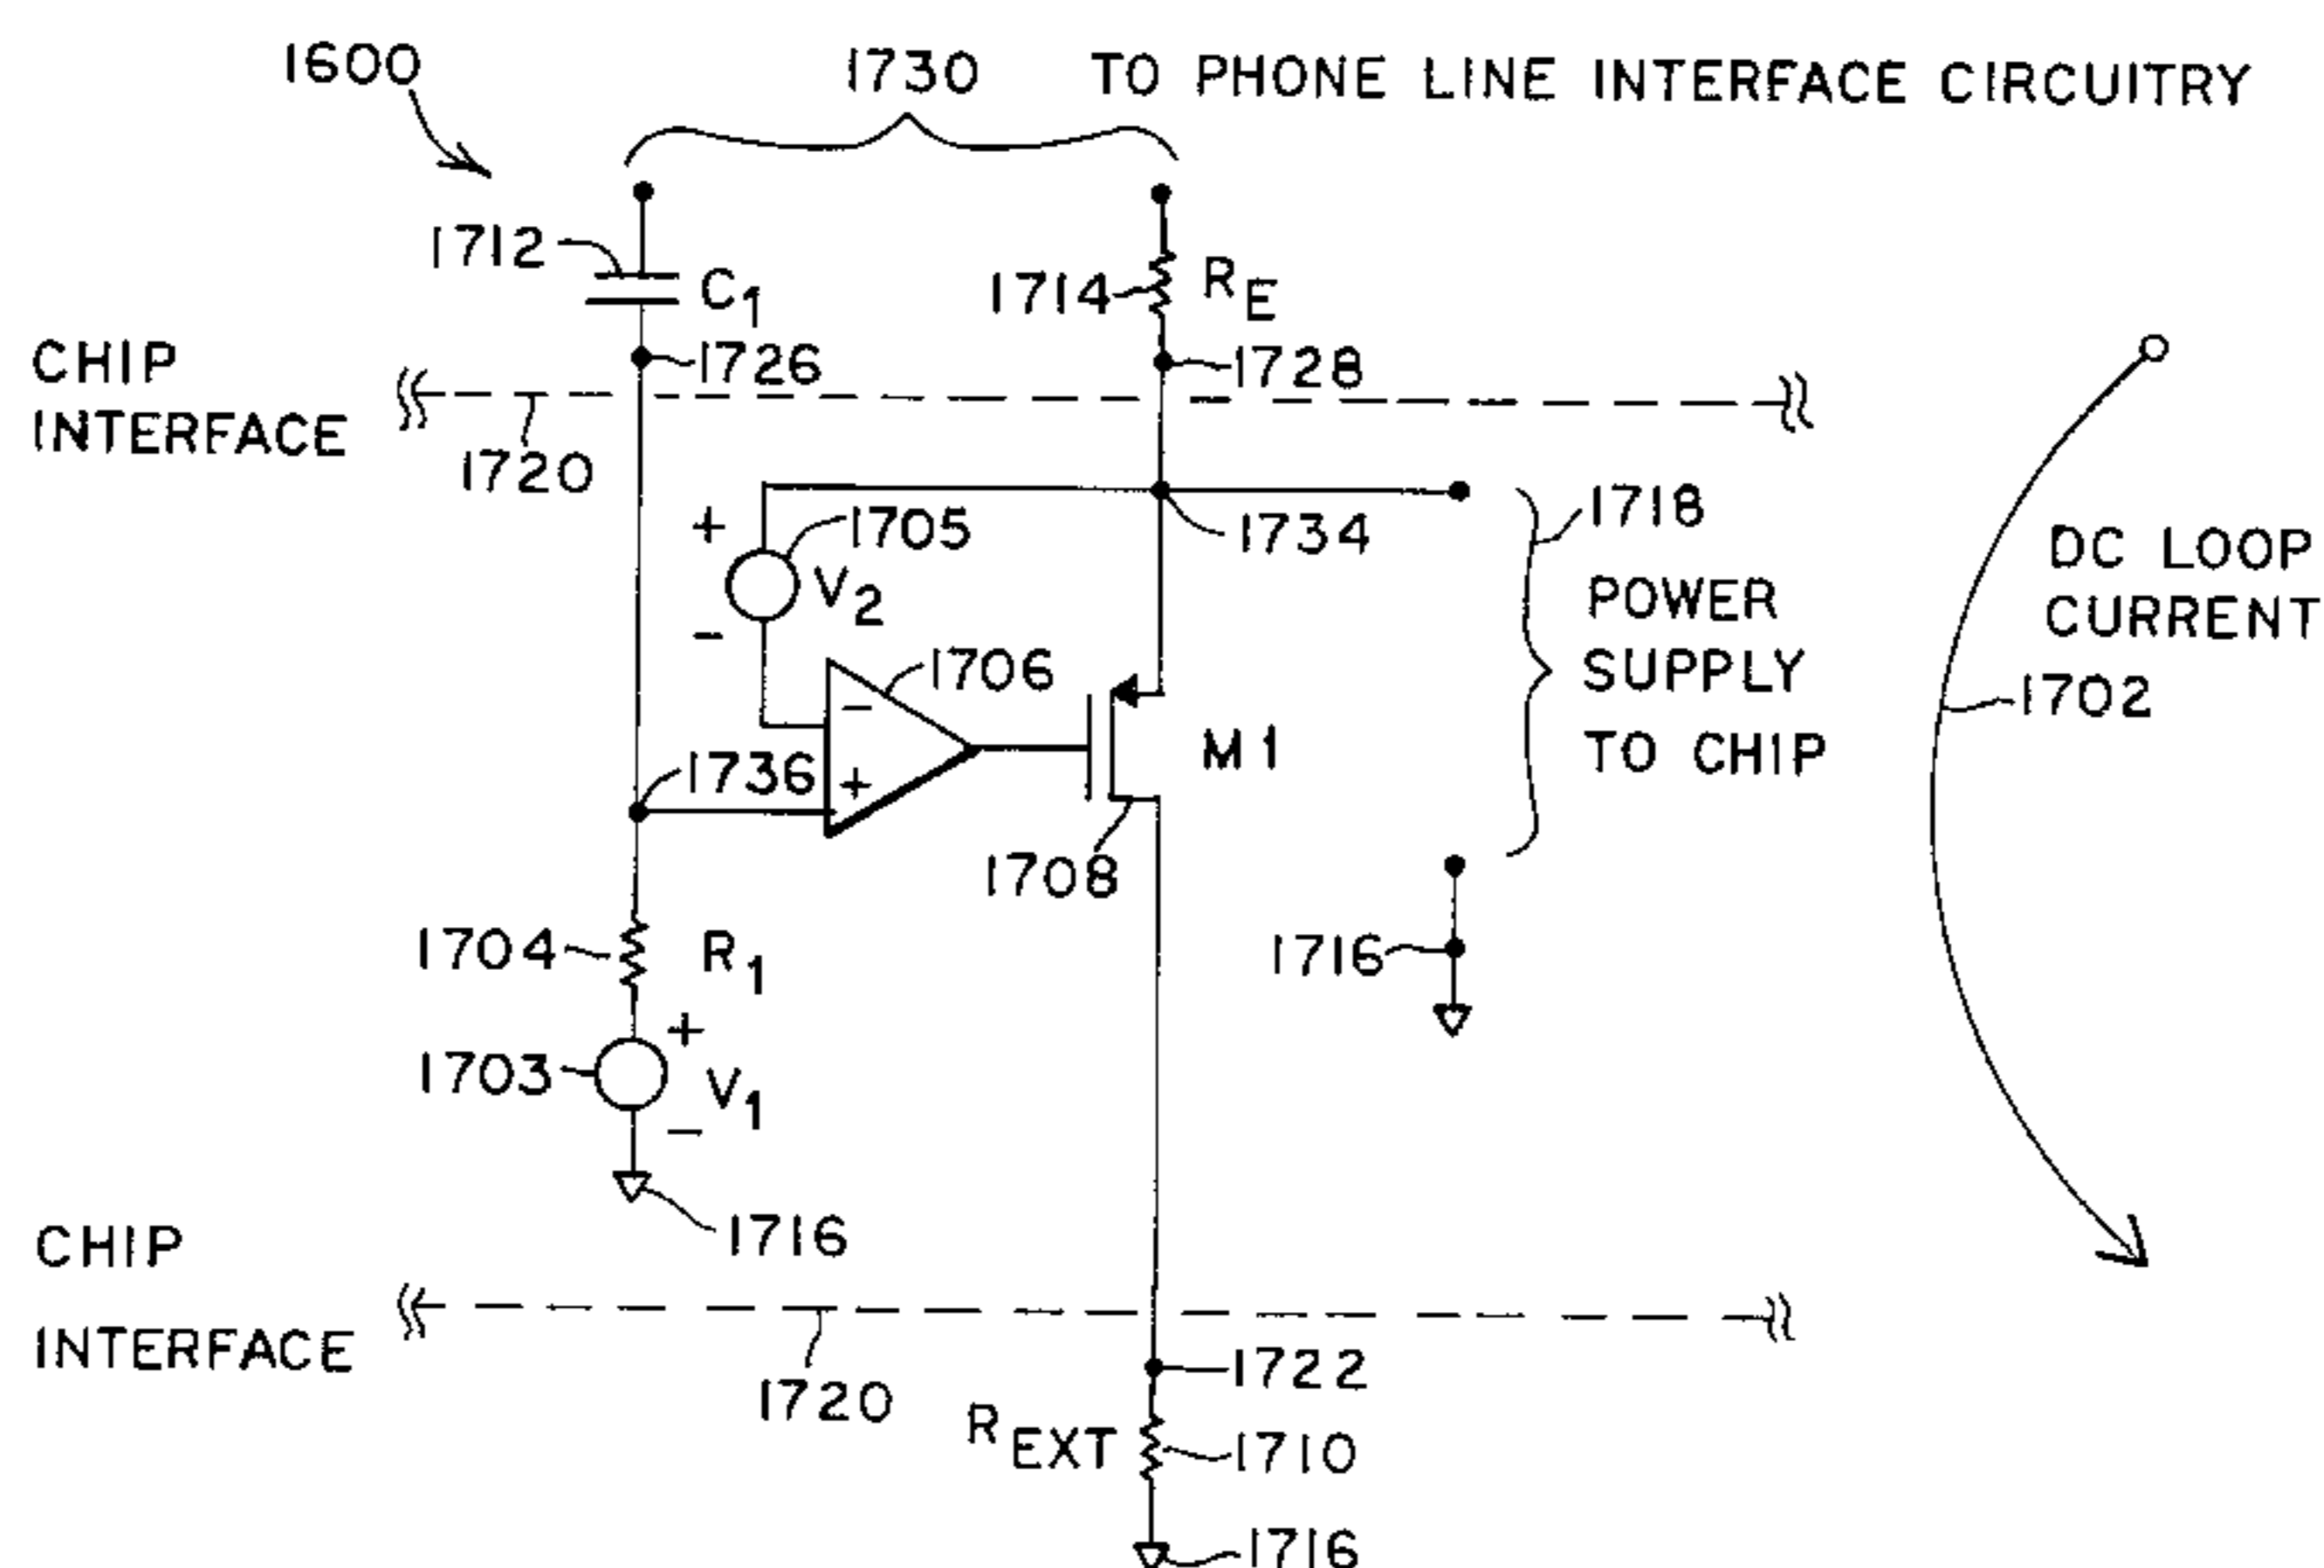 1600
1730 TO PHONE LINE INTERFACE CIRCUITRY
1712
C1
1714
RE
CHIP
INTERFACE
1726
1728
1720
+
1705
V2
-
1734
1718
POWER
SUPPLY
TO CHIP
DC LOOP
CURRENT
1702
1706
-
+
1736
M1
1708
1704
R1
1716
+
1703
V1
-
1716
CHIP
INTERFACE
1720
1722
REXT
1710
1716